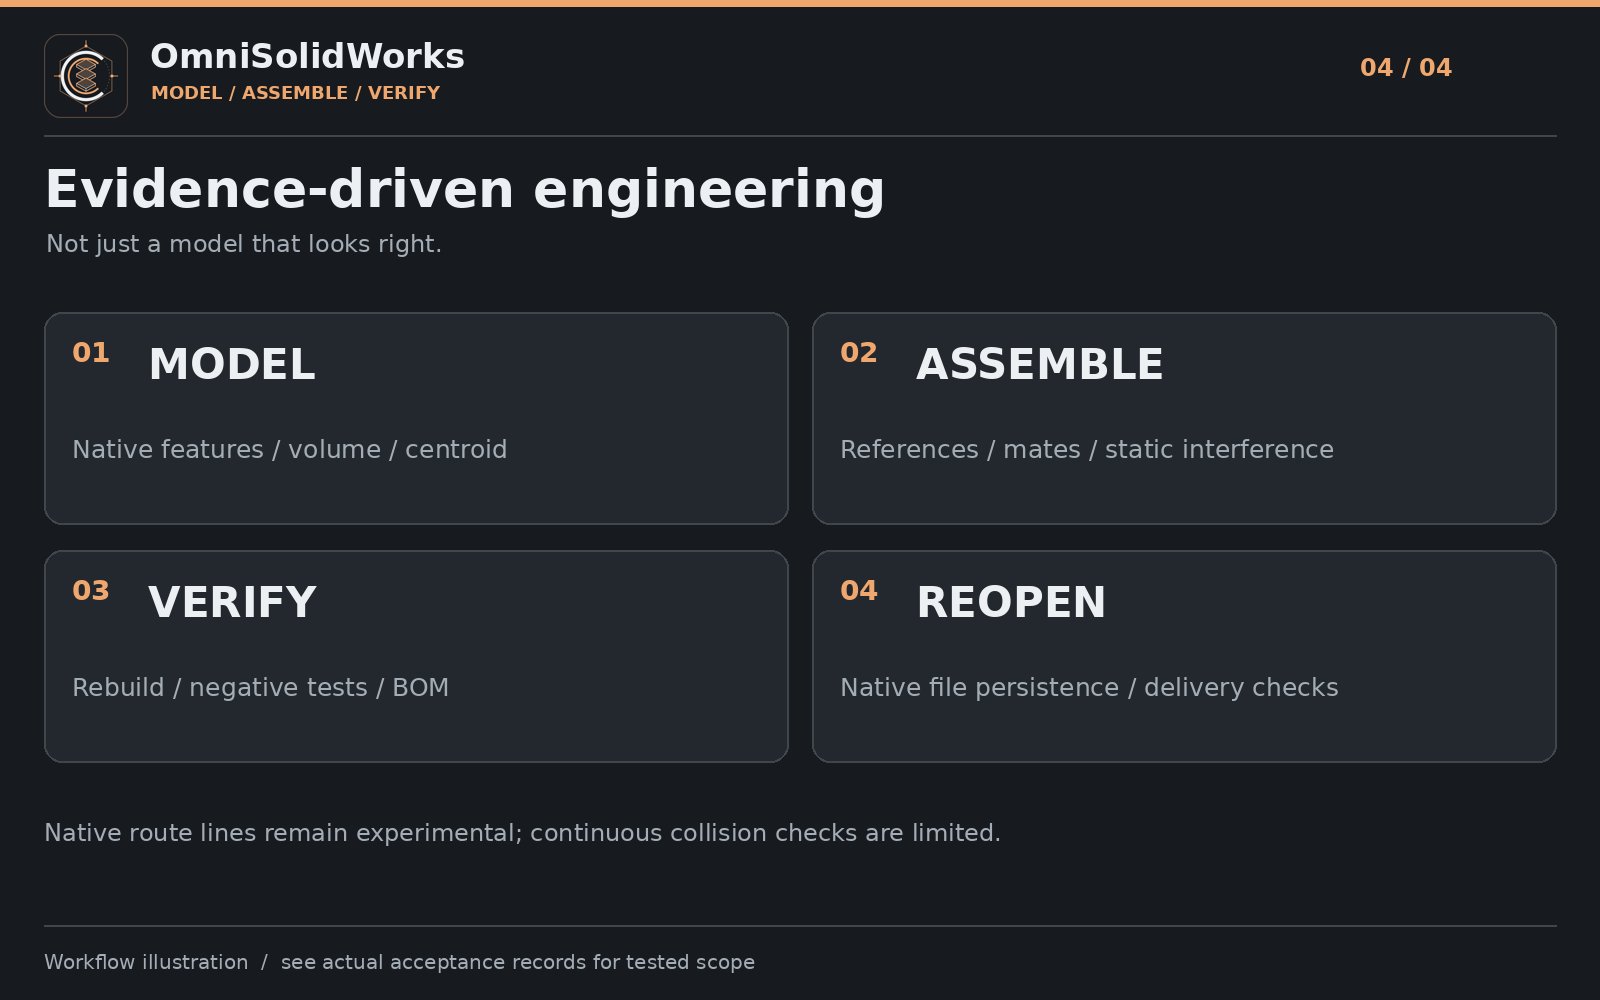 OmniSolidWorks
MODEL / ASSEMBLE / VERIFY
04 / 04
Evidence-driven engineering
Not just a model that looks right.
01 MODEL
Native features / volume / centroid
02 ASSEMBLE
References / mates / static interference
03 VERIFY
Rebuild / negative tests / BOM
04 REOPEN
Native file persistence / delivery checks
Native route lines remain experimental; continuous collision checks are limited.
Workflow illustration / see actual acceptance records for tested scope